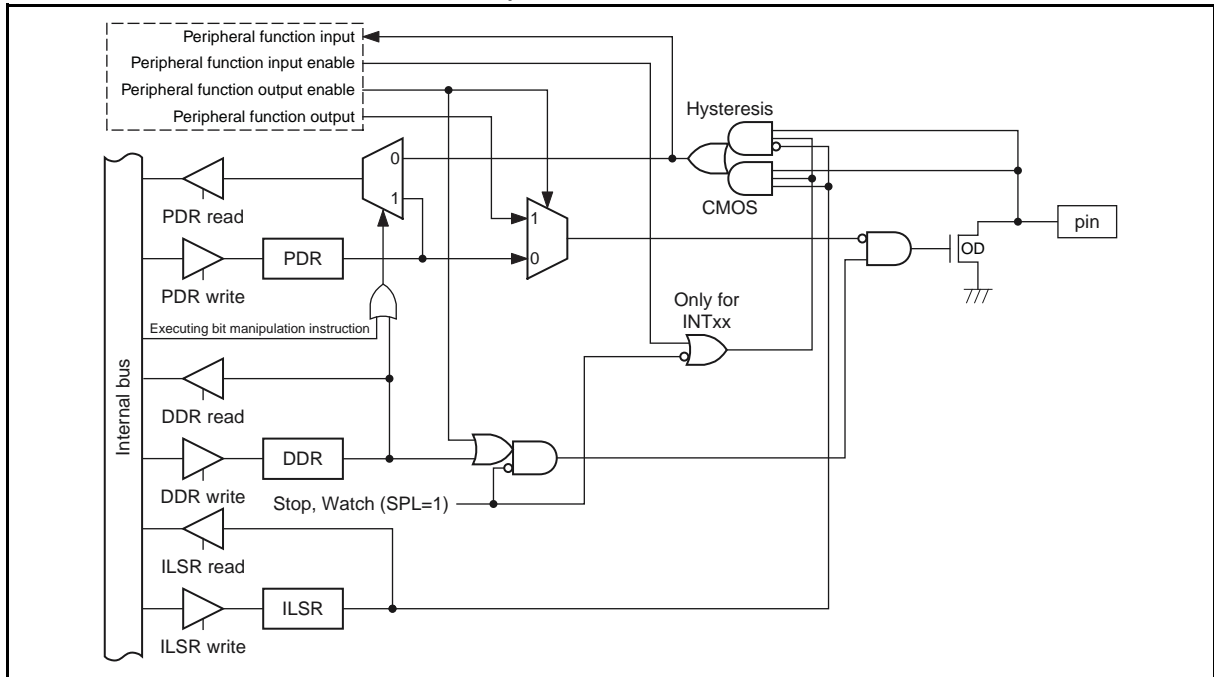 Peripheral function input
Peripheral function input enable
Peripheral function output enable
Peripheral function output
Hysteresis
0
1
CMOS
PDR read
1
0
pin
OD
PDR
PDR write
Only for
INTxx
Executing bit manipulation instruction
Internal bus
DDR read
DDR
DDR write
Stop, Watch (SPL=1)
ILSR read
ILSR
ILSR write